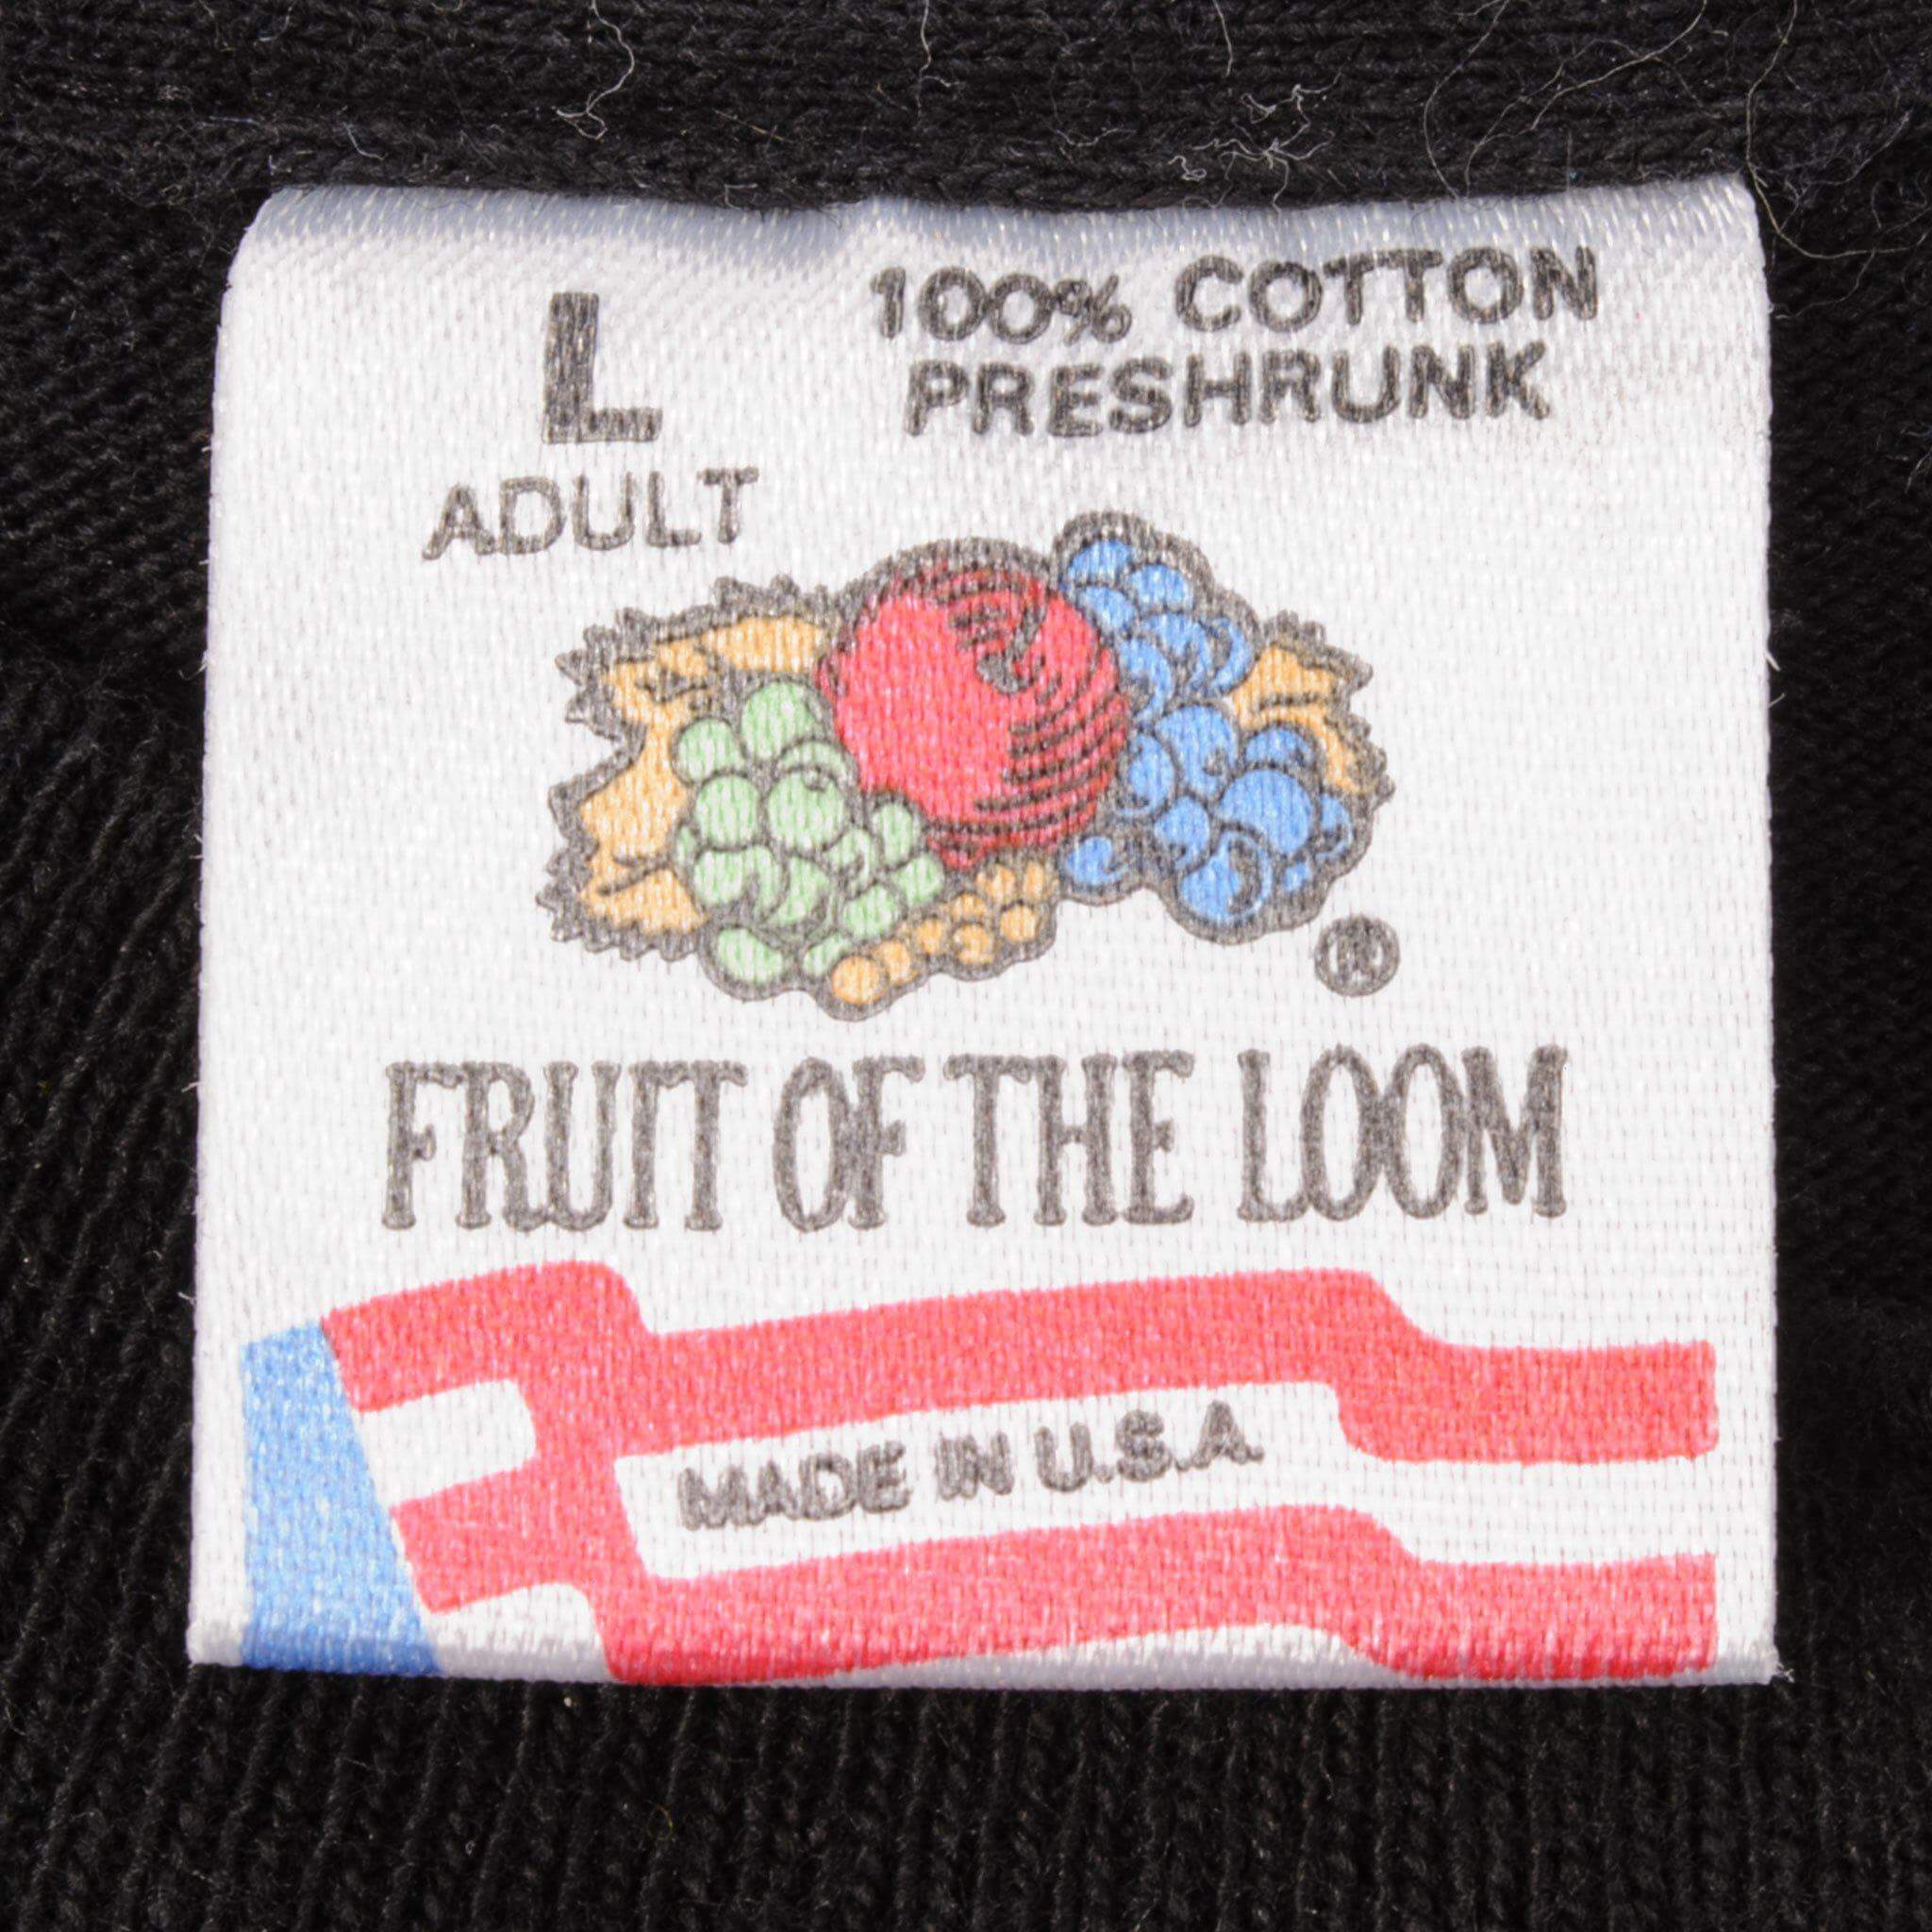 L
ADULT
100% COTTON
PRESHRUNK
®
FRUIT OF THE LOOM
MADE IN U.S.A.